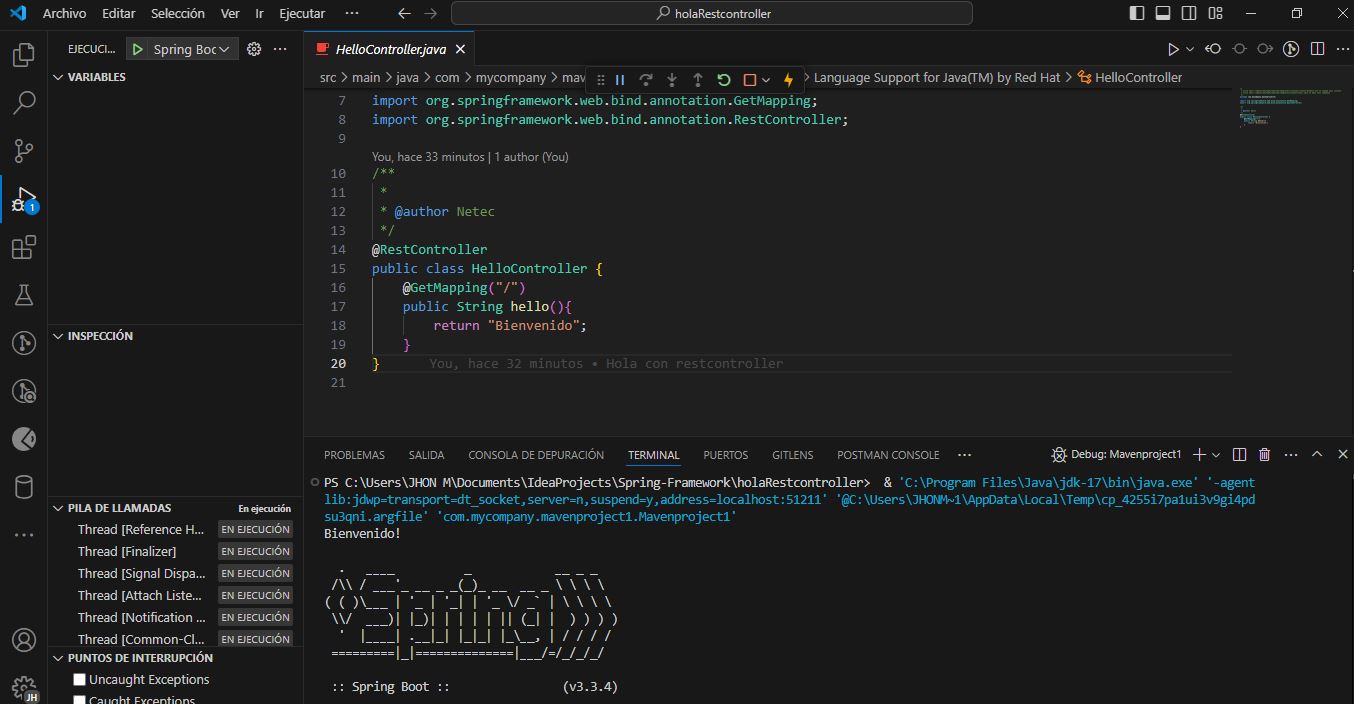 Archivo Editar Selección Ver Ir Ejecutar ··· holaRestcontroller
EJECUCI... Spring Boc ···
VARIABLES
INSPECCIÓN
PILA DE LLAMADAS En ejecución
Thread [Reference H... EN EJECUCIÓN
Thread [Finalizer] EN EJECUCIÓN
Thread [Signal Dispa... EN EJECUCIÓN
Thread [Attach Liste... EN EJECUCIÓN
Thread [Notification ... EN EJECUCIÓN
Thread [Common-Cl... EN EJECUCIÓN
PUNTOS DE INTERRUPCIÓN
Uncaught Exceptions
Caught Exceptions
1
JH
HelloController.java
src > main > java > com > mycompany > mav > Language Support for Java(TM) by Red Hat > HelloController
7 import org.springframework.web.bind.annotation.GetMapping;
8 import org.springframework.web.bind.annotation.RestController;
9
You, hace 33 minutos | 1 author (You)
10 /**
11 *
12 * @author Netec
13 */
14 @RestController
15 public class HelloController {
16 @GetMapping("/")
17 public String hello(){
18 return "Bienvenido";
19 }
20 } You, hace 32 minutos • Hola con restcontroller
21
PROBLEMAS SALIDA CONSOLA DE DEPURACIÓN TERMINAL PUERTOS GITLENS POSTMAN CONSOLE ··· Debug: Mavenproject1
PS C:\Users\JHON M\Documents\IdeaProjects\Spring-Framework\holaRestcontroller> & 'C:\Program Files\Java\jdk-17\bin\java.exe' '-agent
lib:jdwp=transport=dt_socket,server=n,suspend=y,address=localhost:51211' '@C:\Users\JHONM~1\AppData\Local\Temp\cp_4255i7pa1ui3v9gi4pd
su3qni.argfile' 'com.mycompany.mavenproject1.Mavenproject1'
Bienvenido!
  .   ____          _            __ _ _
 /\\ / ___'_ __ _ _(_)_ __  __ _ \ \ \ \
( ( )\___ | '_ | '_| | '_ \/ _` | \ \ \ \
 \\/  ___)| |_)| | | | | || (_| |  ) ) ) )
  '  |____| .__|_| |_|_| |_\__, | / / / /
 =========|_|==============|___/=/_/_/_/
:: Spring Boot :: (v3.3.4)